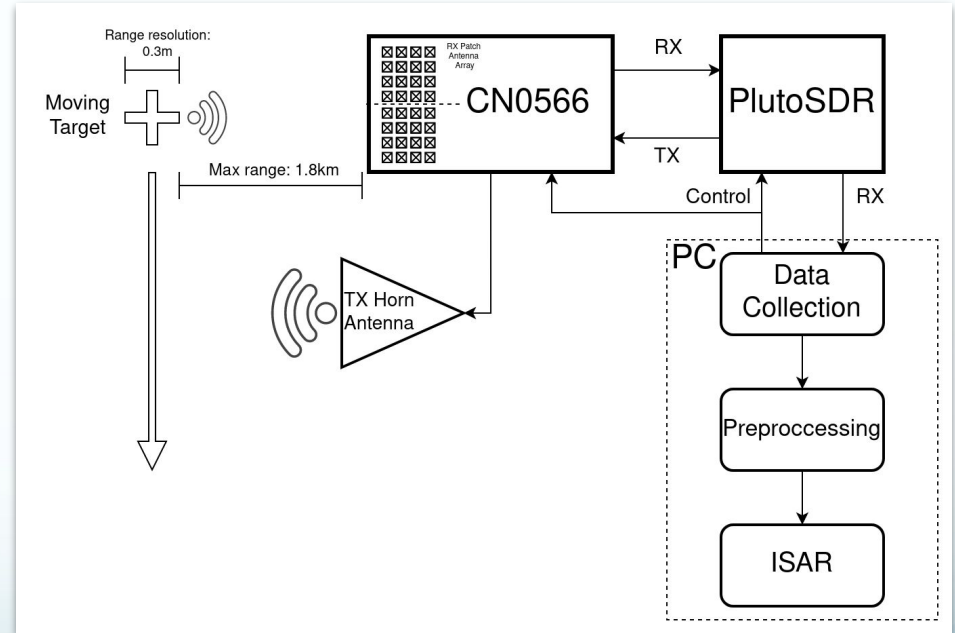 Range resolution:
0.3m
Moving
Target
Max range: 1.8km
RX Patch
Antenna
Array
CN0566
RX
TX
PlutoSDR
Control
RX
TX Horn
Antenna
PC
Data
Collection
Preproccessing
ISAR